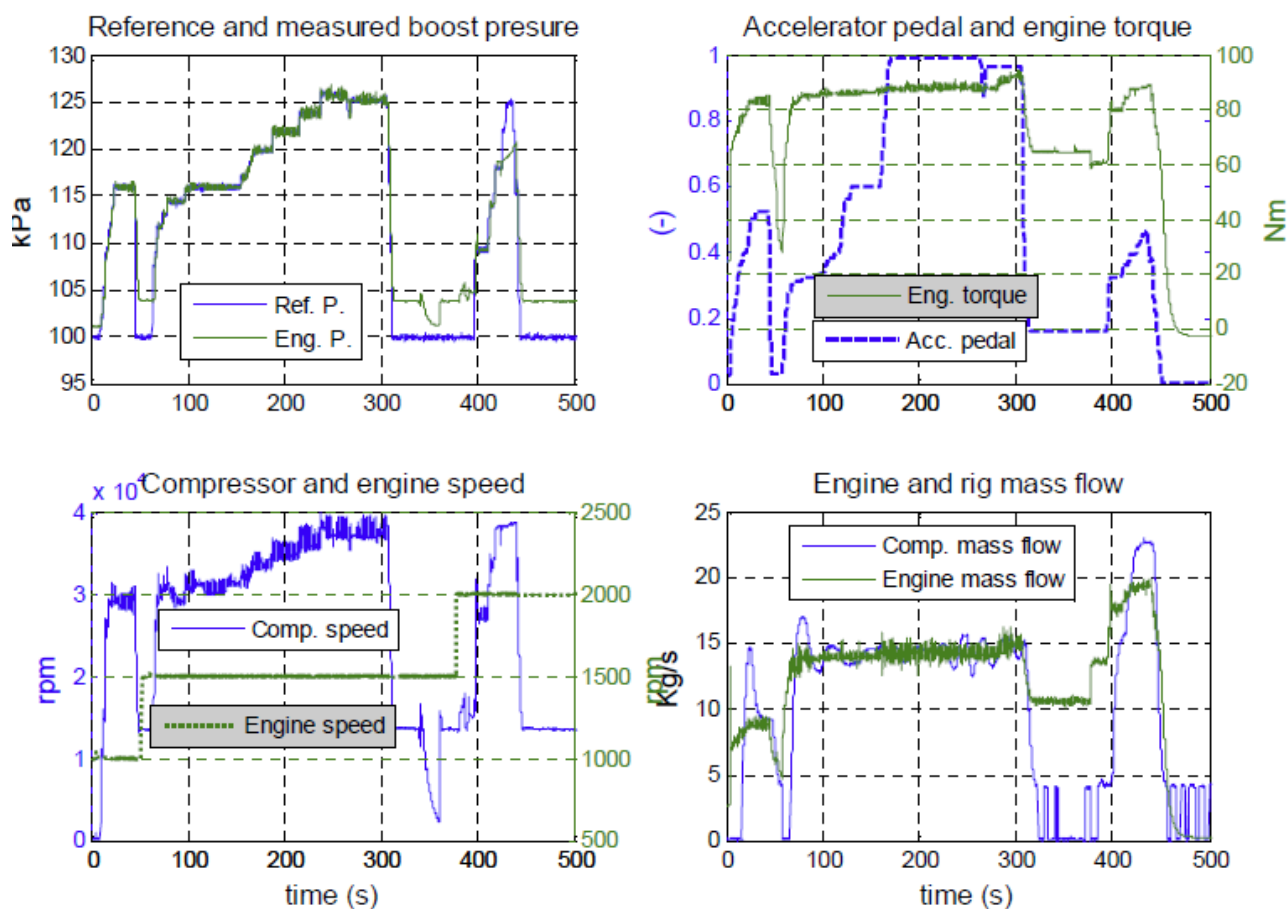 Reference and measured boost presure
130
125
120
115
110
105
100
95
kPa
Ref. P.
Eng. P.
0 100 200 300 400 500
Accelerator pedal and engine torque
1
0.8
0.6
0.4
0.2
0
(-)
100
80
60
40
20
0
-20
Nm
Eng. torque
Acc. pedal
0 100 200 300 400 500
Compressor and engine speed
x 10^4
4
3
2
1
0
rpm
2500
2000
1500
1000
500
rpm
Comp. speed
Engine speed
0 100 200 300 400 500
time (s)
Engine and rig mass flow
25
20
15
10
5
0
Kg/s
Comp. mass flow
Engine mass flow
0 100 200 300 400 500
time (s)